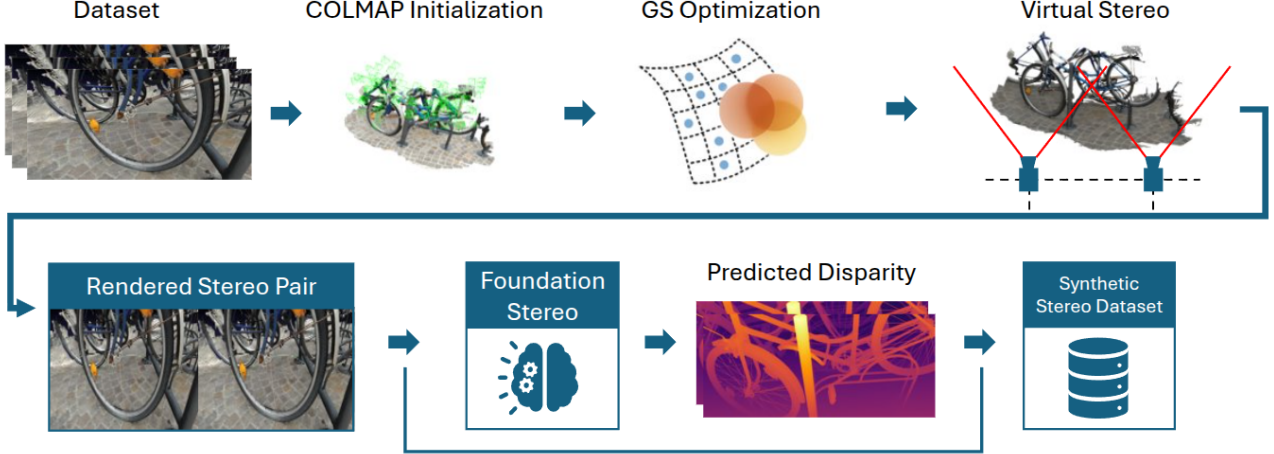 Dataset
COLMAP Initialization
GS Optimization
Virtual Stereo
Rendered Stereo Pair
Foundation
Stereo
Predicted Disparity
Synthetic
Stereo Dataset